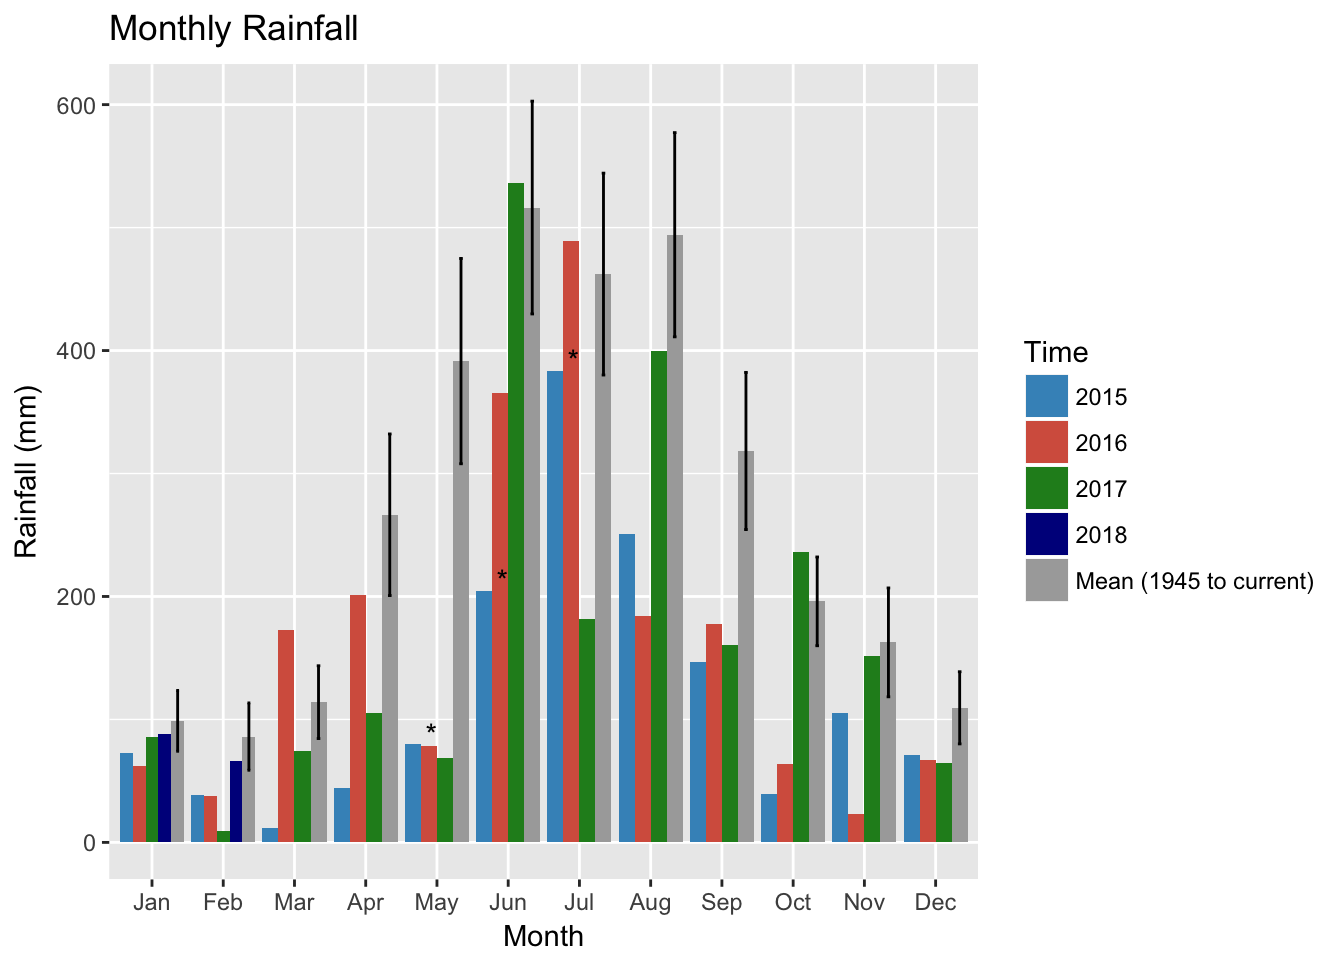 Monthly Rainfall
600
400
200
0
Rainfall (mm)
*
*
*
Jan Feb Mar Apr May Jun Jul Aug Sep Oct Nov Dec
Month
Time
2015
2016
2017
2018
Mean (1945 to current)